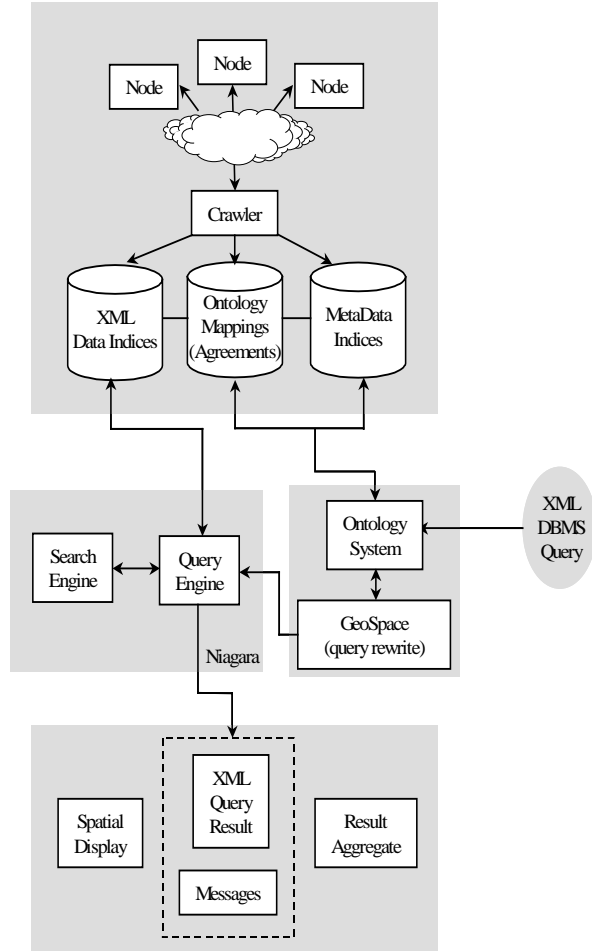 Node
Node
Node
Crawler
XML
Data Indices
Ontology
Mappings
(Agreements)
MetaData
Indices
Search
Engine
Query
Engine
Niagara
Ontology
System
GeoSpace
(query rewrite)
XML
DBMS
Query
Spatial
Display
XML
Query
Result
Messages
Result
Aggregate